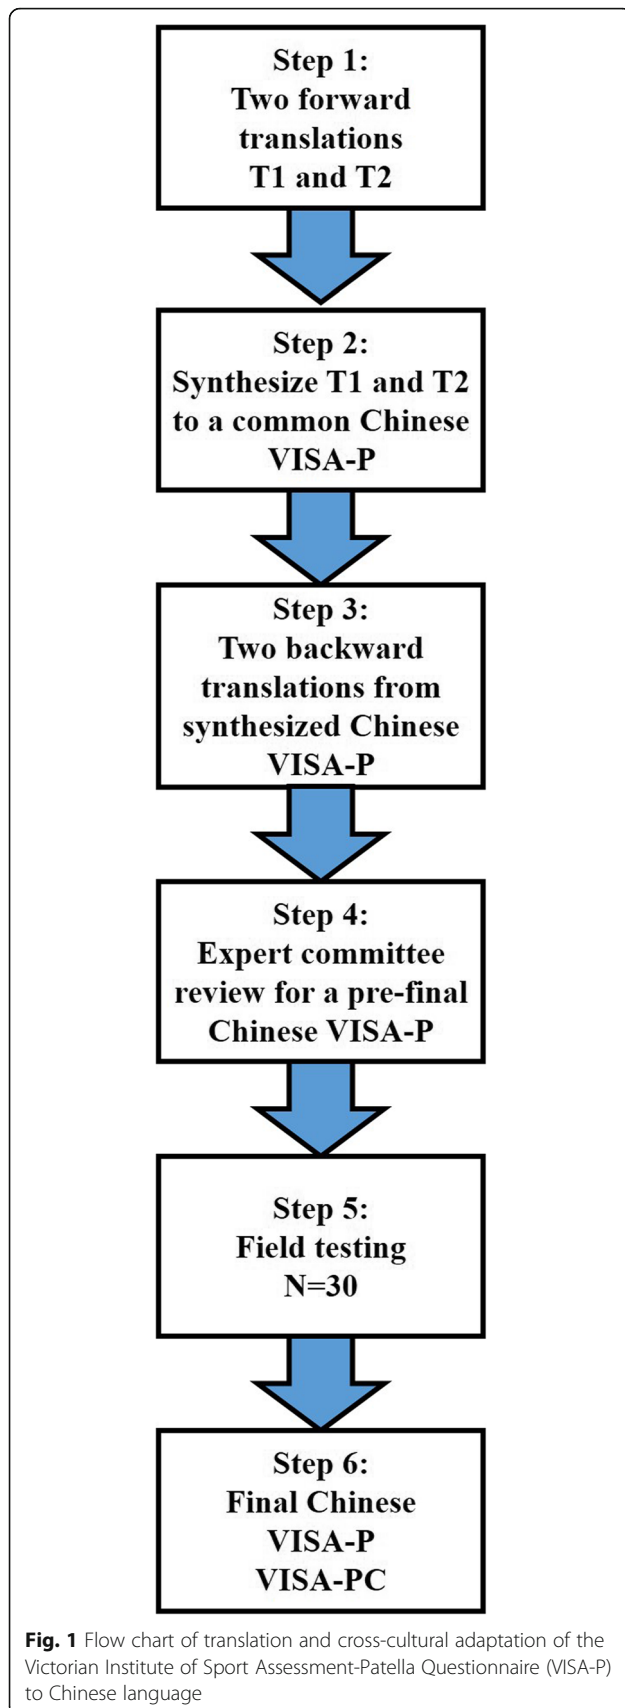 Step 1:
Two forward
translations
T1 and T2
Step 2:
Synthesize T1 and T2
to a common Chinese
VISA-P
Step 3:
Two backward
translations from
synthesized Chinese
VISA-P
Step 4:
Expert committee
review for a pre-final
Chinese VISA-P
Step 5:
Field testing
N=30
Step 6:
Final Chinese
VISA-P
VISA-PC
Fig. 1 Flow chart of translation and cross-cultural adaptation of the
Victorian Institute of Sport Assessment-Patella Questionnaire (VISA-P)
to Chinese language